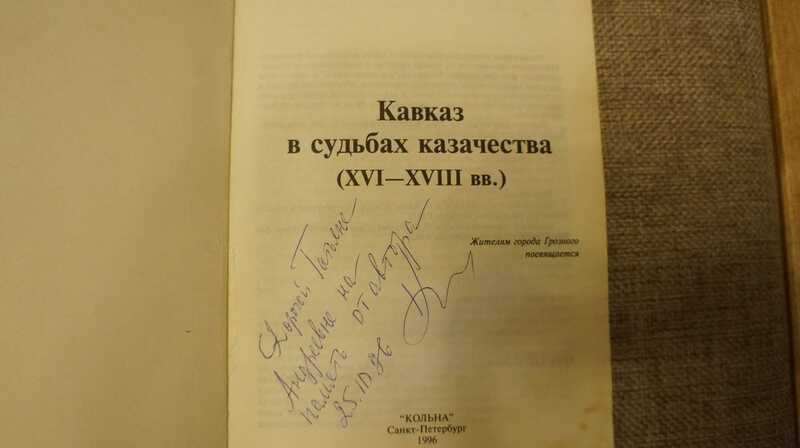 Кавказ
в судьбах казачества
(XVI—XVIII вв.)
Жителям города Грозного
посвящается
Дорогой Татьяне
Андреевне на
память от автора
25.10.96
"КОЛЬНА"
Санкт-Петербург
1996